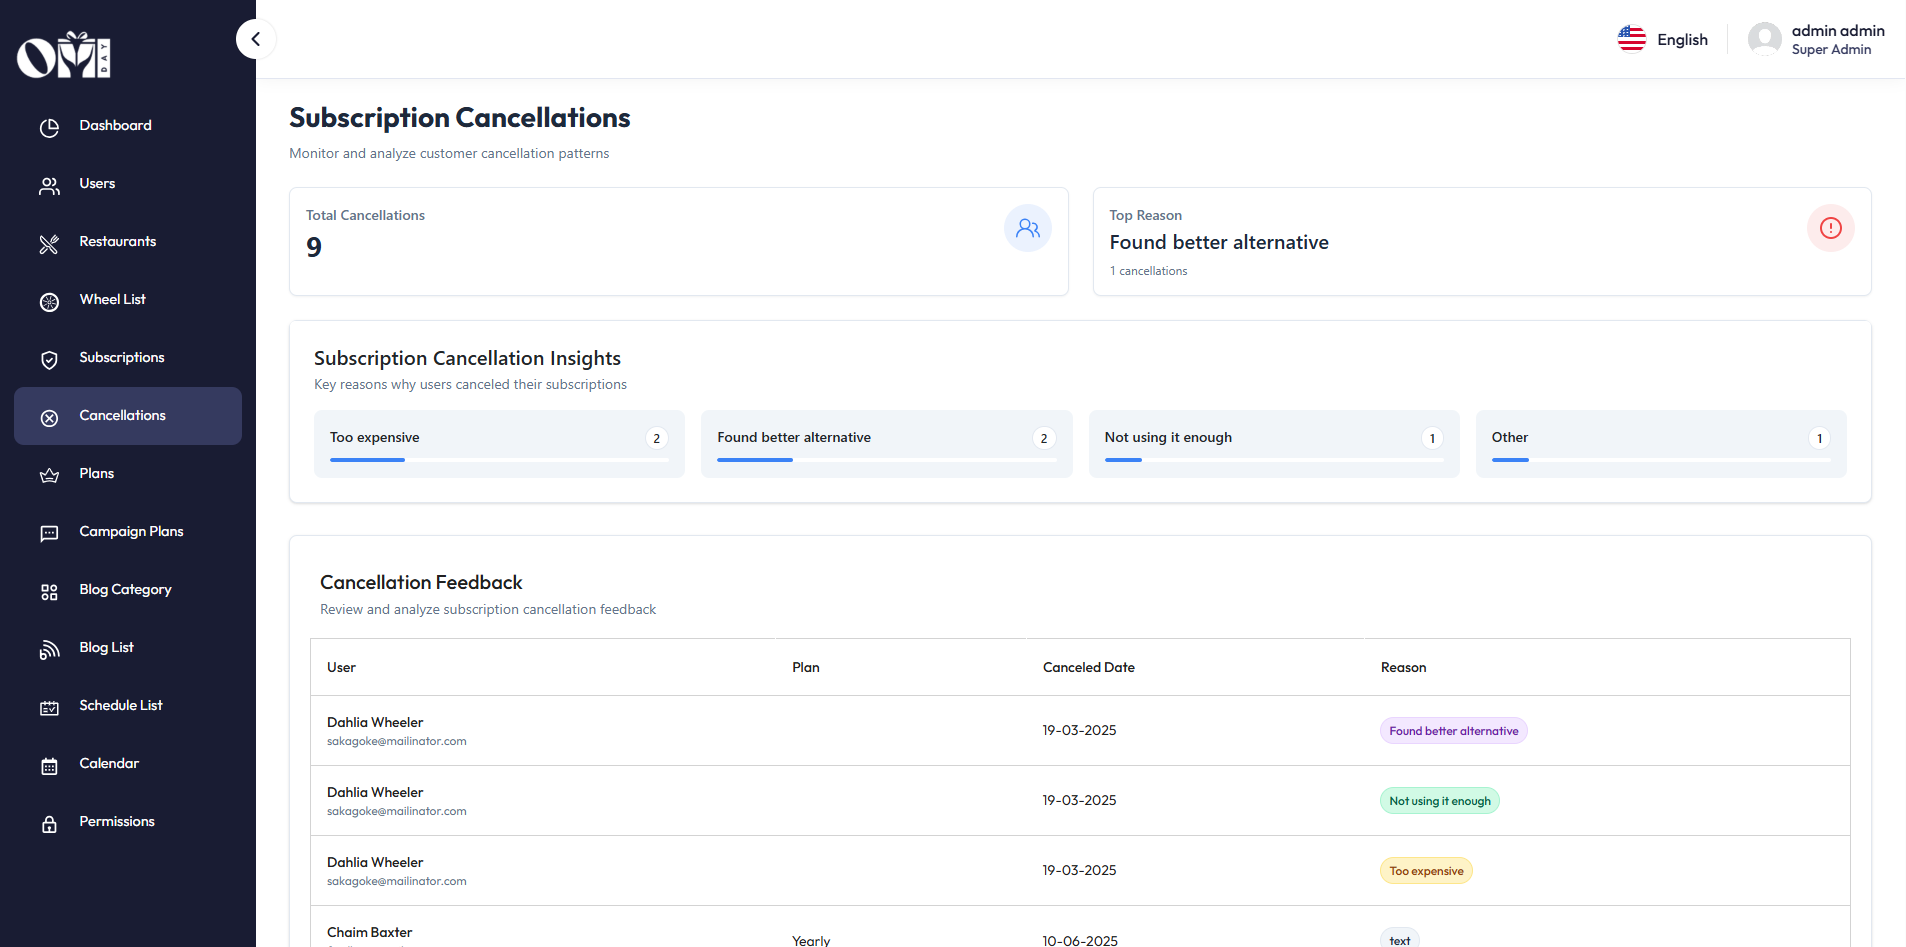 OMI DAY
English
admin admin
Super Admin
Dashboard
Users
Restaurants
Wheel List
Subscriptions
Cancellations
Plans
Campaign Plans
Blog Category
Blog List
Schedule List
Calendar
Permissions
Subscription Cancellations
Monitor and analyze customer cancellation patterns
Total Cancellations
9
Top Reason
Found better alternative
1 cancellations
Subscription Cancellation Insights
Key reasons why users canceled their subscriptions
Too expensive 2
Found better alternative 2
Not using it enough 1
Other 1
Cancellation Feedback
Review and analyze subscription cancellation feedback
User Plan Canceled Date Reason
Dahlia Wheeler
sakagoke@mailinator.com
19-03-2025 Found better alternative
Dahlia Wheeler
sakagoke@mailinator.com
19-03-2025 Not using it enough
Dahlia Wheeler
sakagoke@mailinator.com
19-03-2025 Too expensive
Chaim Baxter
Yearly 10-06-2025 text